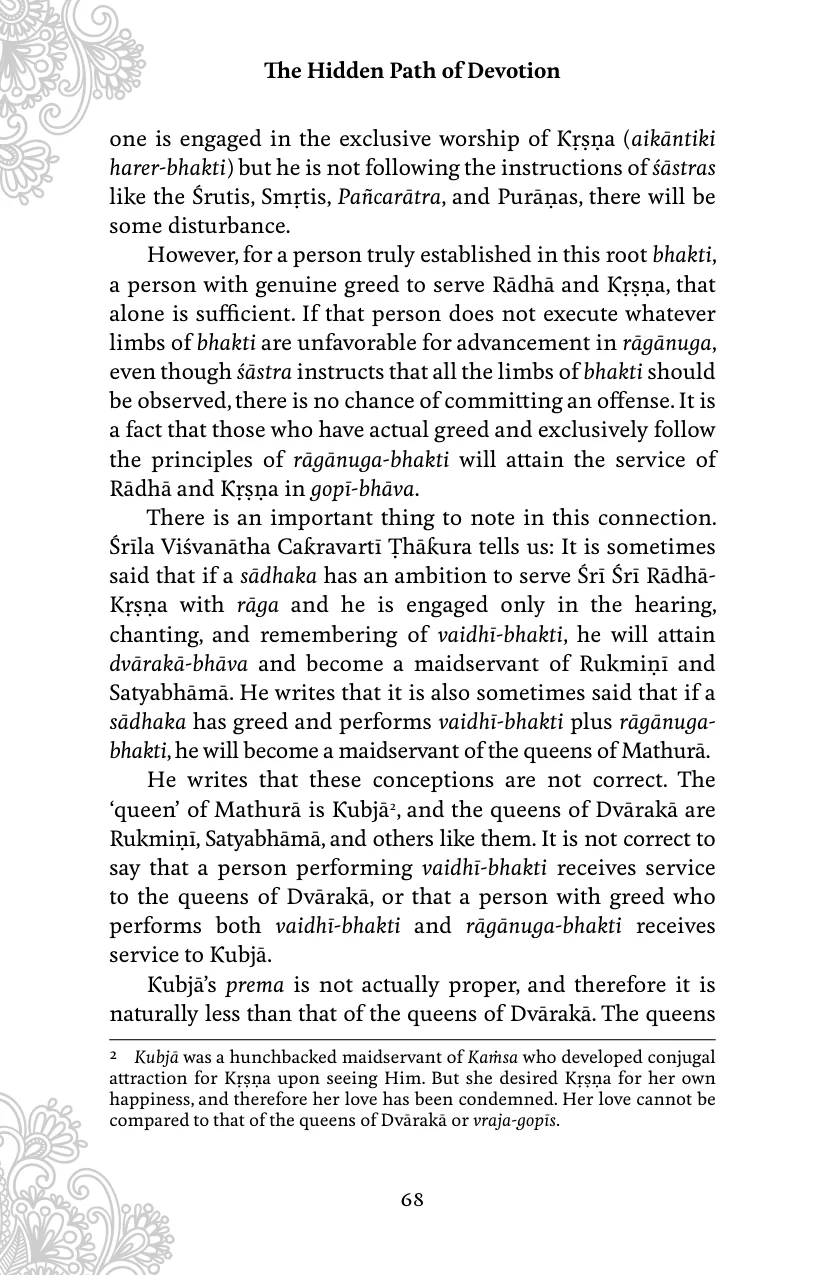 The Hidden Path of Devotion
one is engaged in the exclusive worship of Kṛṣṇa (aikāntiki
harer-bhakti) but he is not following the instructions of śāstras
like the Śrutis, Smṛtis, Pañcarātra, and Purāṇas, there will be
some disturbance.
However, for a person truly established in this root bhakti,
a person with genuine greed to serve Rādhā and Kṛṣṇa, that
alone is sufficient. If that person does not execute whatever
limbs of bhakti are unfavorable for advancement in rāgānuga,
even though śāstra instructs that all the limbs of bhakti should
be observed, there is no chance of committing an offense. It is
a fact that those who have actual greed and exclusively follow
the principles of rāgānuga-bhakti will attain the service of
Rādhā and Kṛṣṇa in gopī-bhāva.
There is an important thing to note in this connection.
Śrīla Viśvanātha Cakravartī Ṭhākura tells us: It is sometimes
said that if a sādhaka has an ambition to serve Śrī Śrī Rādhā-
Kṛṣṇa with rāga and he is engaged only in the hearing,
chanting, and remembering of vaidhī-bhakti, he will attain
dvārakā-bhāva and become a maidservant of Rukmiṇī and
Satyabhāmā. He writes that it is also sometimes said that if a
sādhaka has greed and performs vaidhī-bhakti plus rāgānuga-
bhakti, he will become a maidservant of the queens of Mathurā.
He writes that these conceptions are not correct. The
‘queen’ of Mathurā is Kubjā², and the queens of Dvārakā are
Rukmiṇī, Satyabhāmā, and others like them. It is not correct to
say that a person performing vaidhī-bhakti receives service
to the queens of Dvārakā, or that a person with greed who
performs both vaidhī-bhakti and rāgānuga-bhakti receives
service to Kubjā.
Kubjā’s prema is not actually proper, and therefore it is
naturally less than that of the queens of Dvārakā. The queens
2 Kubjā was a hunchbacked maidservant of Kaṁsa who developed conjugal
attraction for Kṛṣṇa upon seeing Him. But she desired Kṛṣṇa for her own
happiness, and therefore her love has been condemned. Her love cannot be
compared to that of the queens of Dvārakā or vraja-gopīs.
68